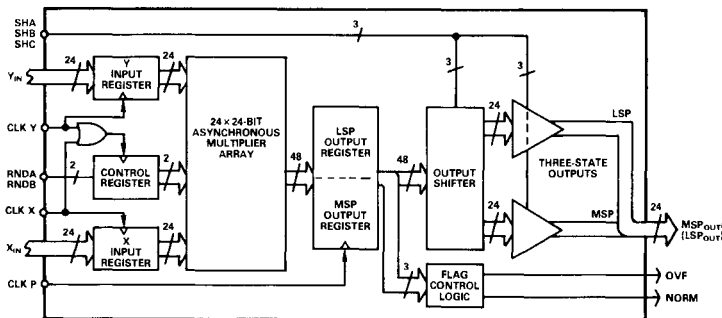 SHA
SHB
SHC
3
3
3
24
Y
INPUT
REGISTER
24
Y IN
24 × 24-BIT
ASYNCHRONOUS
MULTIPLIER
ARRAY
24
LSP
CLK Y
LSP
OUTPUT
REGISTER
48
48
OUTPUT
SHIFTER
THREE-STATE
OUTPUTS
RNDA
RNDB
2
CONTROL
REGISTER
2
CLK X
MSP
OUTPUT
REGISTER
24
MSP
24
MSP OUT
(LSP OUT)
X IN
24
X
INPUT
REGISTER
24
3
FLAG
CONTROL
LOGIC
OVF
NORM
CLK P